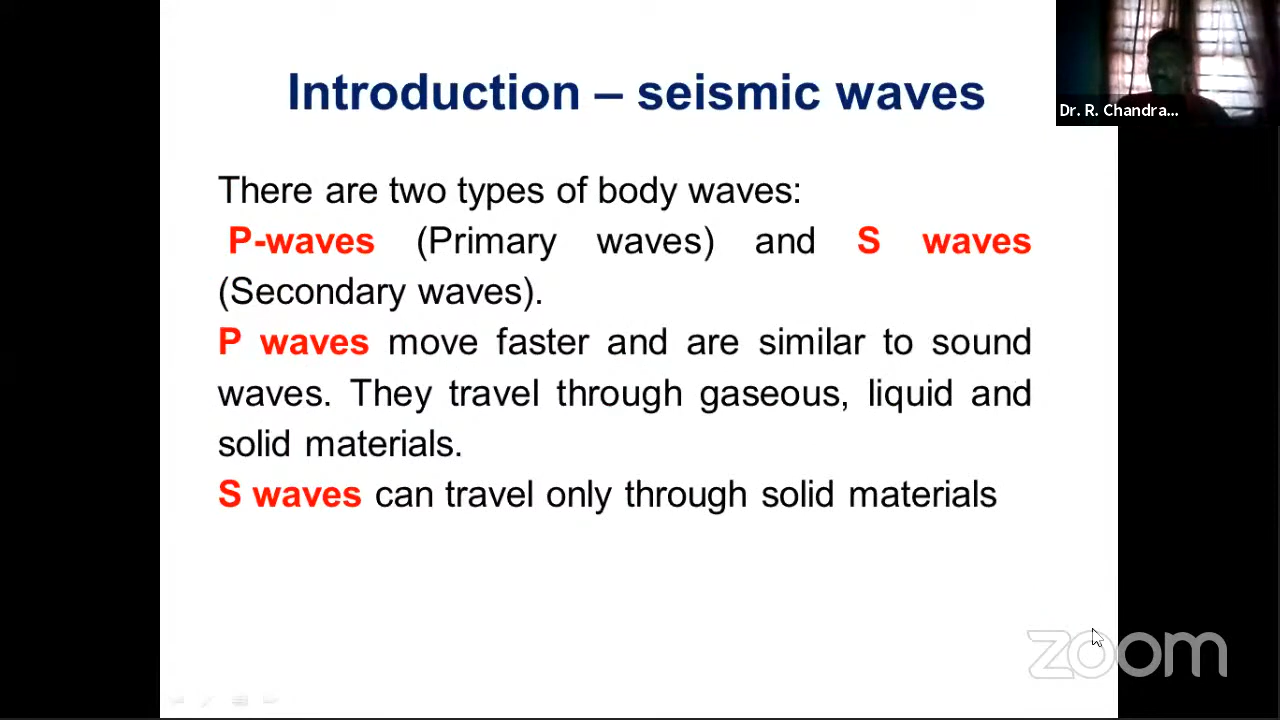 Introduction – seismic waves
Dr. R. Chandra...
There are two types of body waves:
P-waves (Primary waves) and S waves
(Secondary waves).
P waves move faster and are similar to sound
waves. They travel through gaseous, liquid and
solid materials.
S waves can travel only through solid materials
zoom